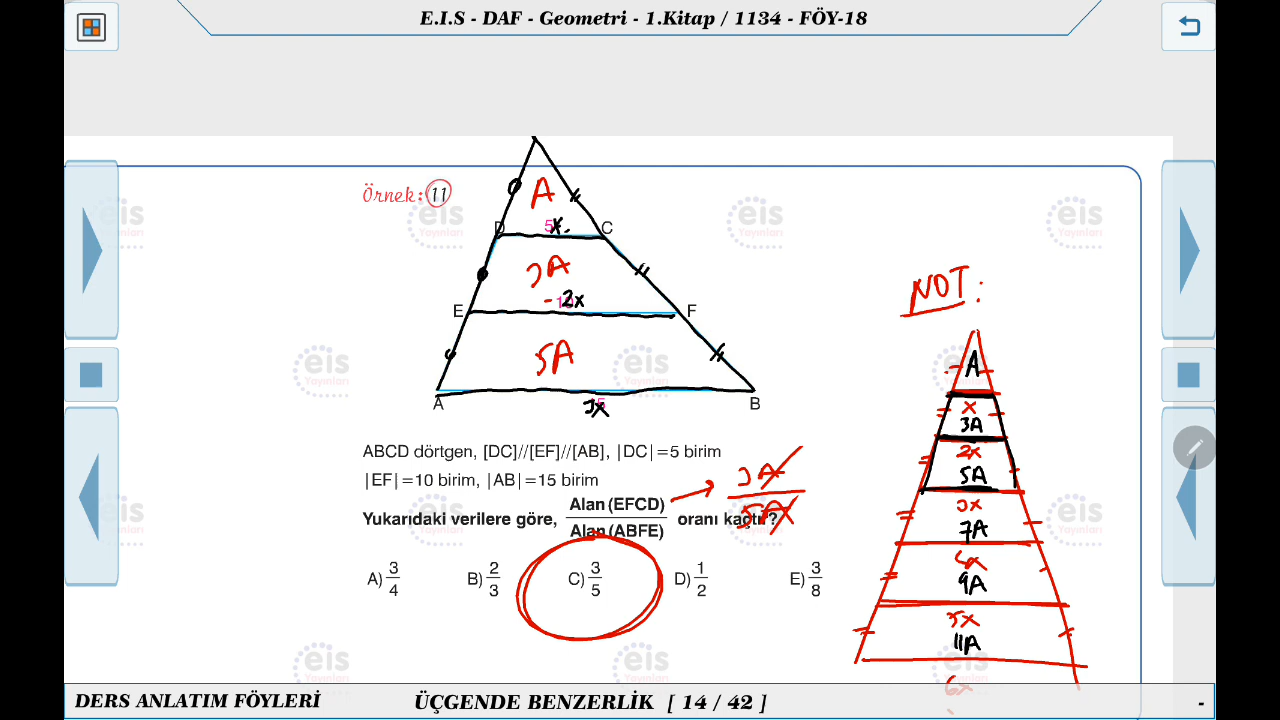 E.I.S - DAF - Geometri - 1.Kitap / 1134 - FÖY-18
Örnek: 11
A
D 5x C
3A
E 2x F
5A
A 3x B
ABCD dörtgen, [DC]//[EF]//[AB], |DC|=5 birim
|EF|=10 birim, |AB|=15 birim
Yukarıdaki verilere göre, Alan (EFCD) / Alan (ABFE) oranı kaçtır?
3A / 5A
A) 3/4 B) 2/3 C) 3/5 D) 1/2 E) 3/8
NOT:
A
x
3A
2x
5A
3x
7A
4x
9A
5x
11A
6x
eis Yayınları
DERS ANLATIM FÖYLERİ ÜÇGENDE BENZERLİK [ 14 / 42 ] -